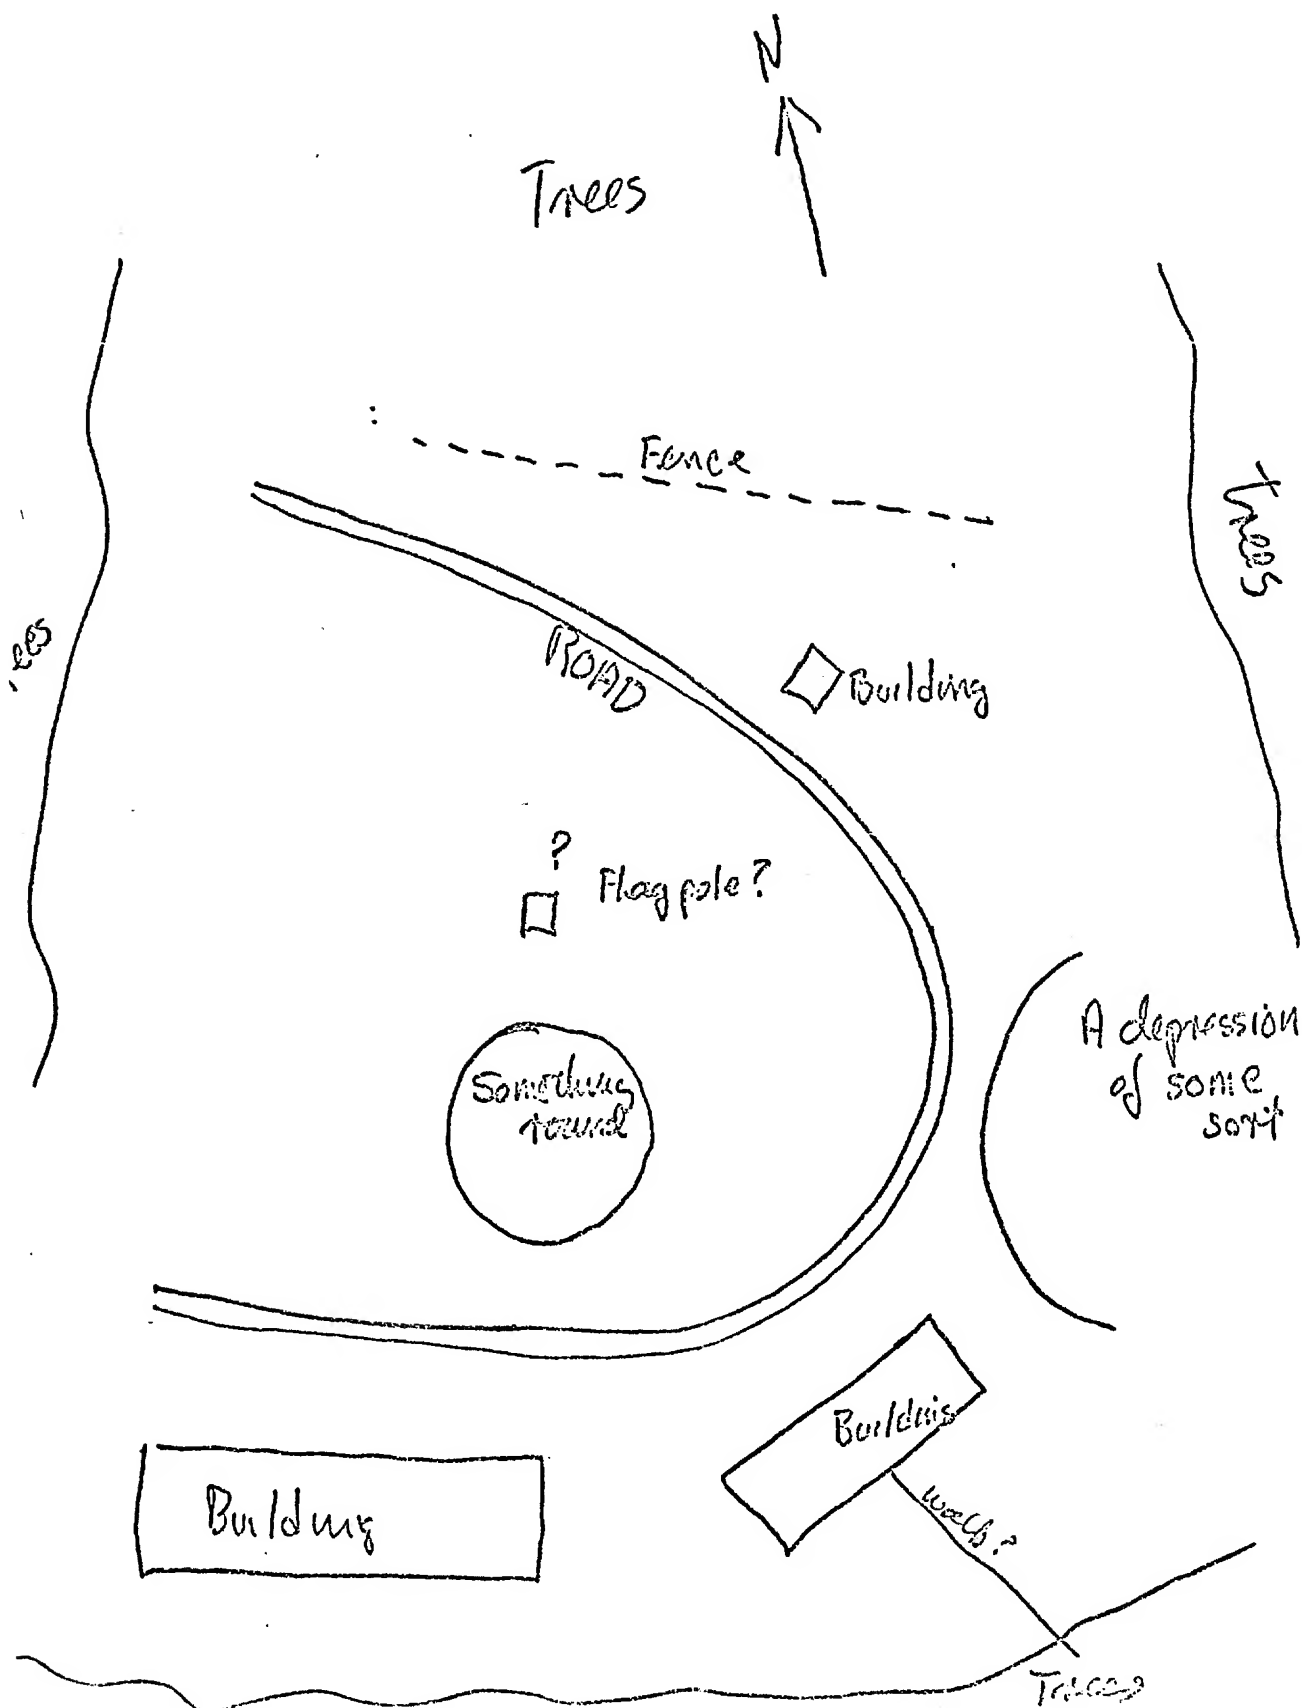 N
Trees
Fence
Trees
ees
ROAD
Building
?
Flagpole?
A depression
of some
sort
Something
round
Building
Building
walk?
Trees